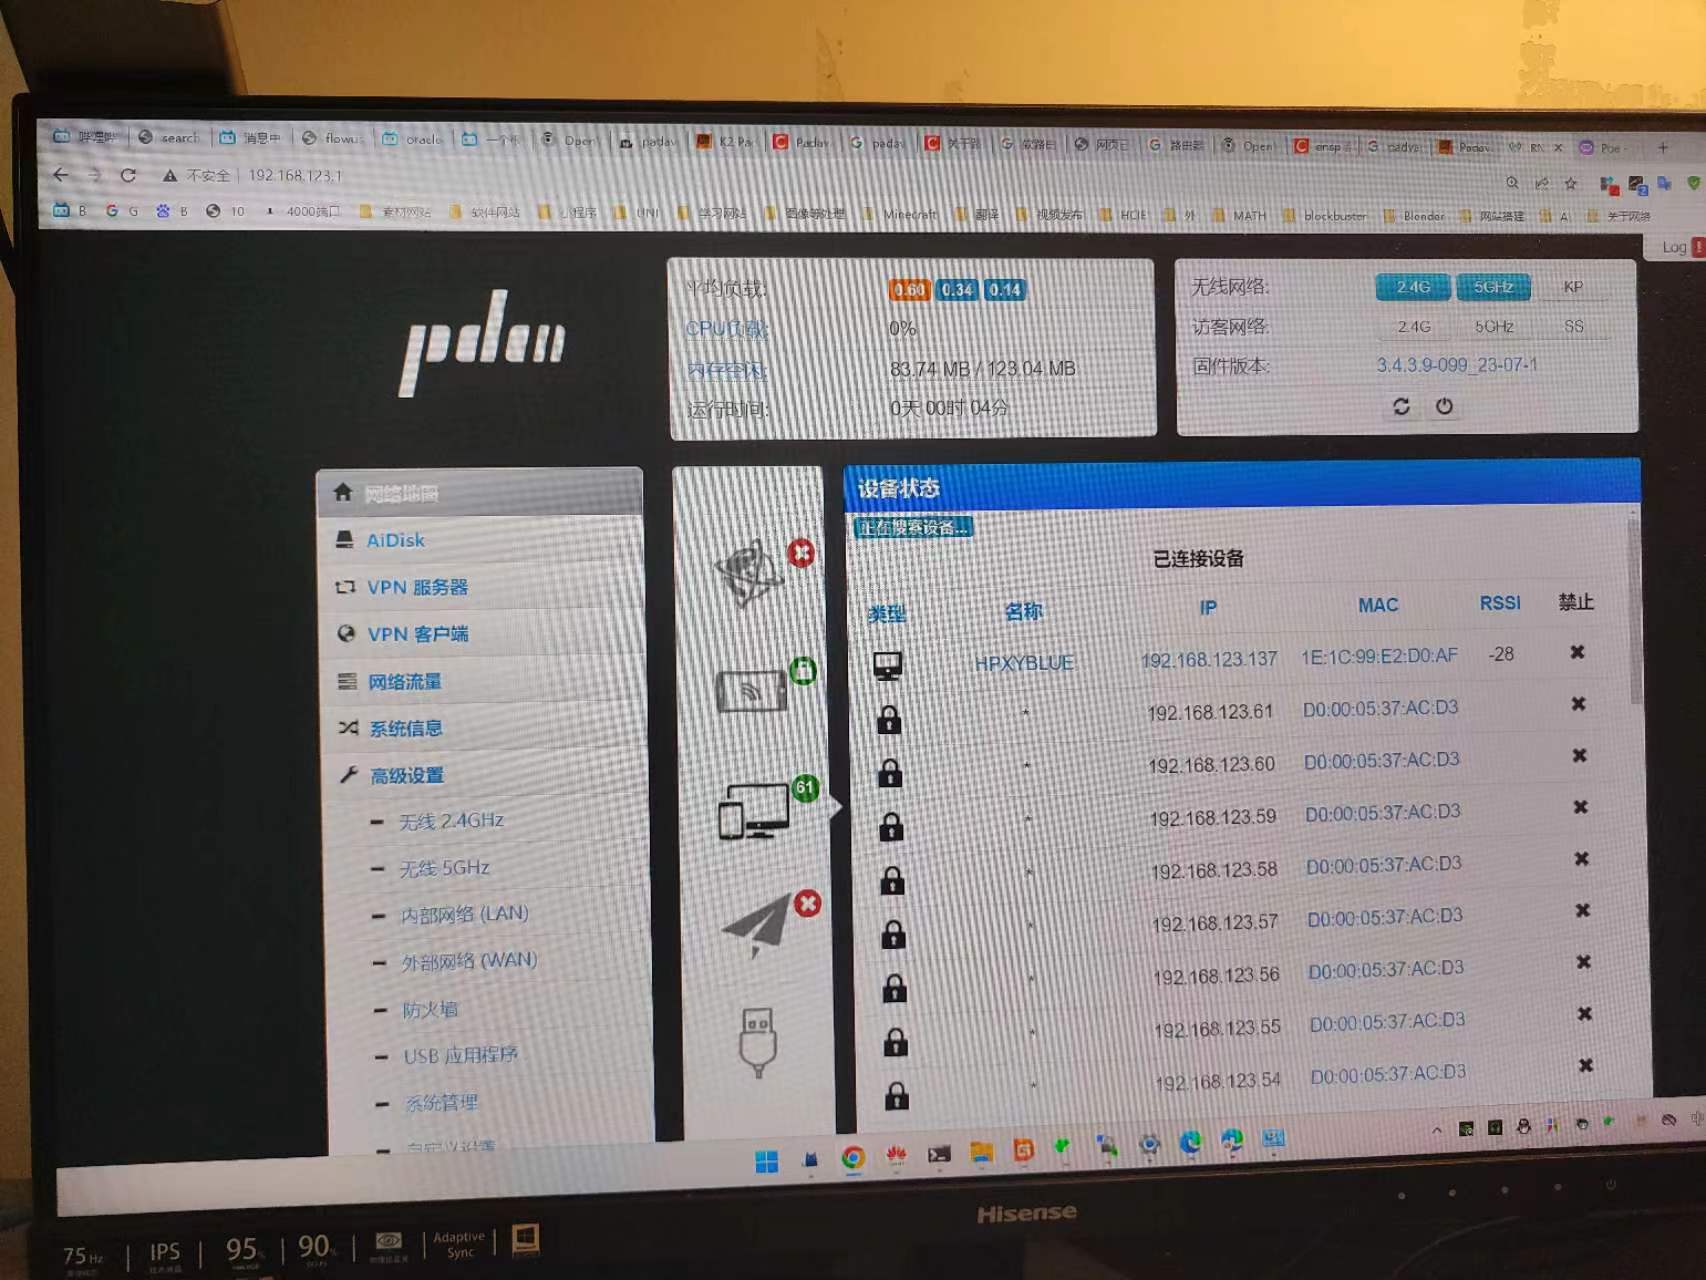 search
消息中
flowus
oracle
一个你
Open
padav
K2 Pa
Padav
padav
关于路
软路由
网页日
路由器
Open
ensp
padva
Padav
RN
Poe -
不安全
192.168.123.1
B
G
B
10
4000端口
素材网站
软件网站
小程序
UNI
学习网站
图像等处理
Minecraft
翻译
视频发布
HCIE
外
MATH
blockbuster
Blender
网站搭建
AI
关于网络
Log
pdcn
平均负载:
0.60 0.34 0.14
CPU负载:
0%
内存空闲:
83.74 MB / 123.04 MB
运行时间:
0天 00时 04分
无线网络:
2.4G 5GHz KP
访客网络:
2.4G 5GHz SS
固件版本:
3.4.3.9-099_23-07-1
网络地图
AiDisk
VPN 服务器
VPN 客户端
网络流量
系统信息
高级设置
无线 2.4GHz
无线 5GHz
内部网络 (LAN)
外部网络 (WAN)
防火墙
USB 应用程序
系统管理
自定义设置
61
设备状态
正在搜索设备...
已连接设备
类型 名称 IP MAC RSSI 禁止
HPXYBLUE 192.168.123.137 1E:1C:99:E2:D0:AF -28
* 192.168.123.61 D0:00:05:37:AC:D3
* 192.168.123.60 D0:00:05:37:AC:D3
* 192.168.123.59 D0:00:05:37:AC:D3
* 192.168.123.58 D0:00:05:37:AC:D3
* 192.168.123.57 D0:00:05:37:AC:D3
* 192.168.123.56 D0:00:05:37:AC:D3
* 192.168.123.55 D0:00:05:37:AC:D3
* 192.168.123.54 D0:00:05:37:AC:D3
Hisense
75Hz
IPS
95
90
Adaptive
Sync